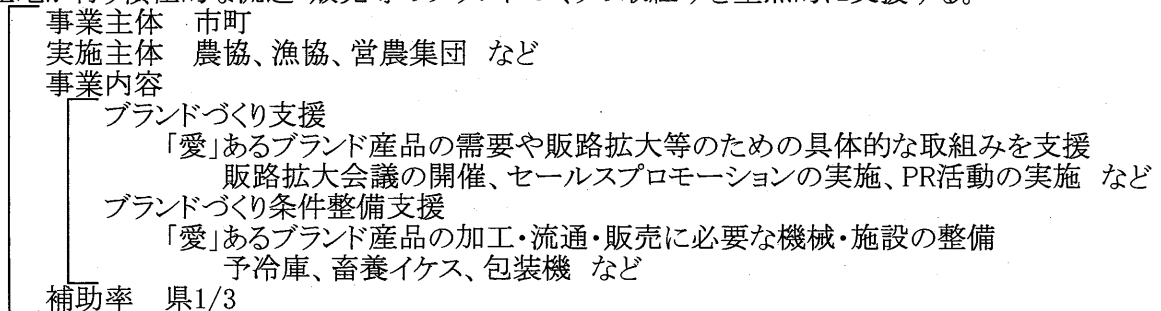 事業主体 市町
実施主体 農協、漁協、営農集団 など
事業内容
ブランドづくり支援
「愛」あるブランド産品の需要や販路拡大等のための具体的な取組みを支援
販路拡大会議の開催、セールスプロモーションの実施、PR活動の実施 など
ブランドづくり条件整備支援
「愛」あるブランド産品の加工・流通・販売に必要な機械・施設の整備
予冷庫、畜養イケス、包装機 など
補助率 県1/3